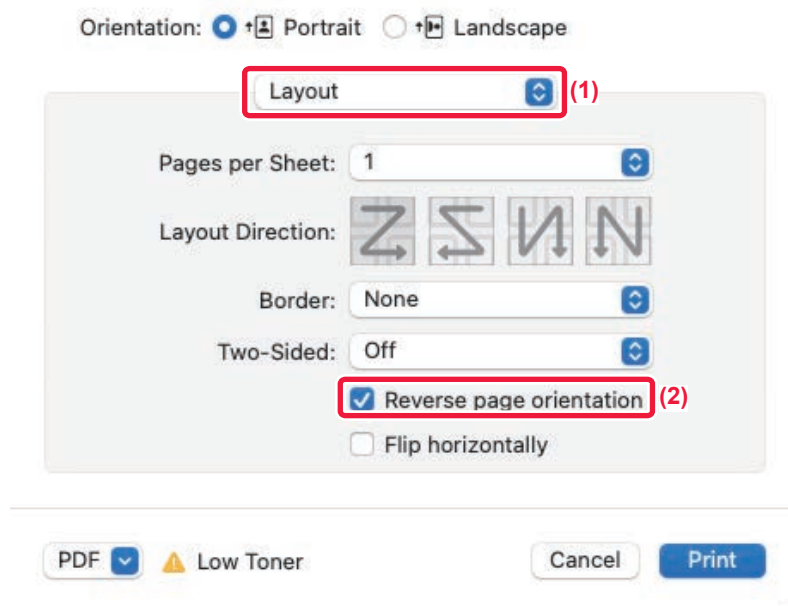 Orientation: Portrait Landscape
Layout (1)
Pages per Sheet: 1
Layout Direction:
Border: None
Two-Sided: Off
Reverse page orientation (2)
Flip horizontally
PDF Low Toner Cancel Print